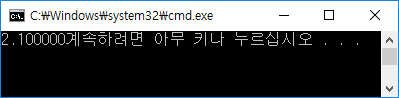 C:₩Windows₩system32₩cmd.exe
2.100000계속하려면 아무 키나 누르십시오 . . .